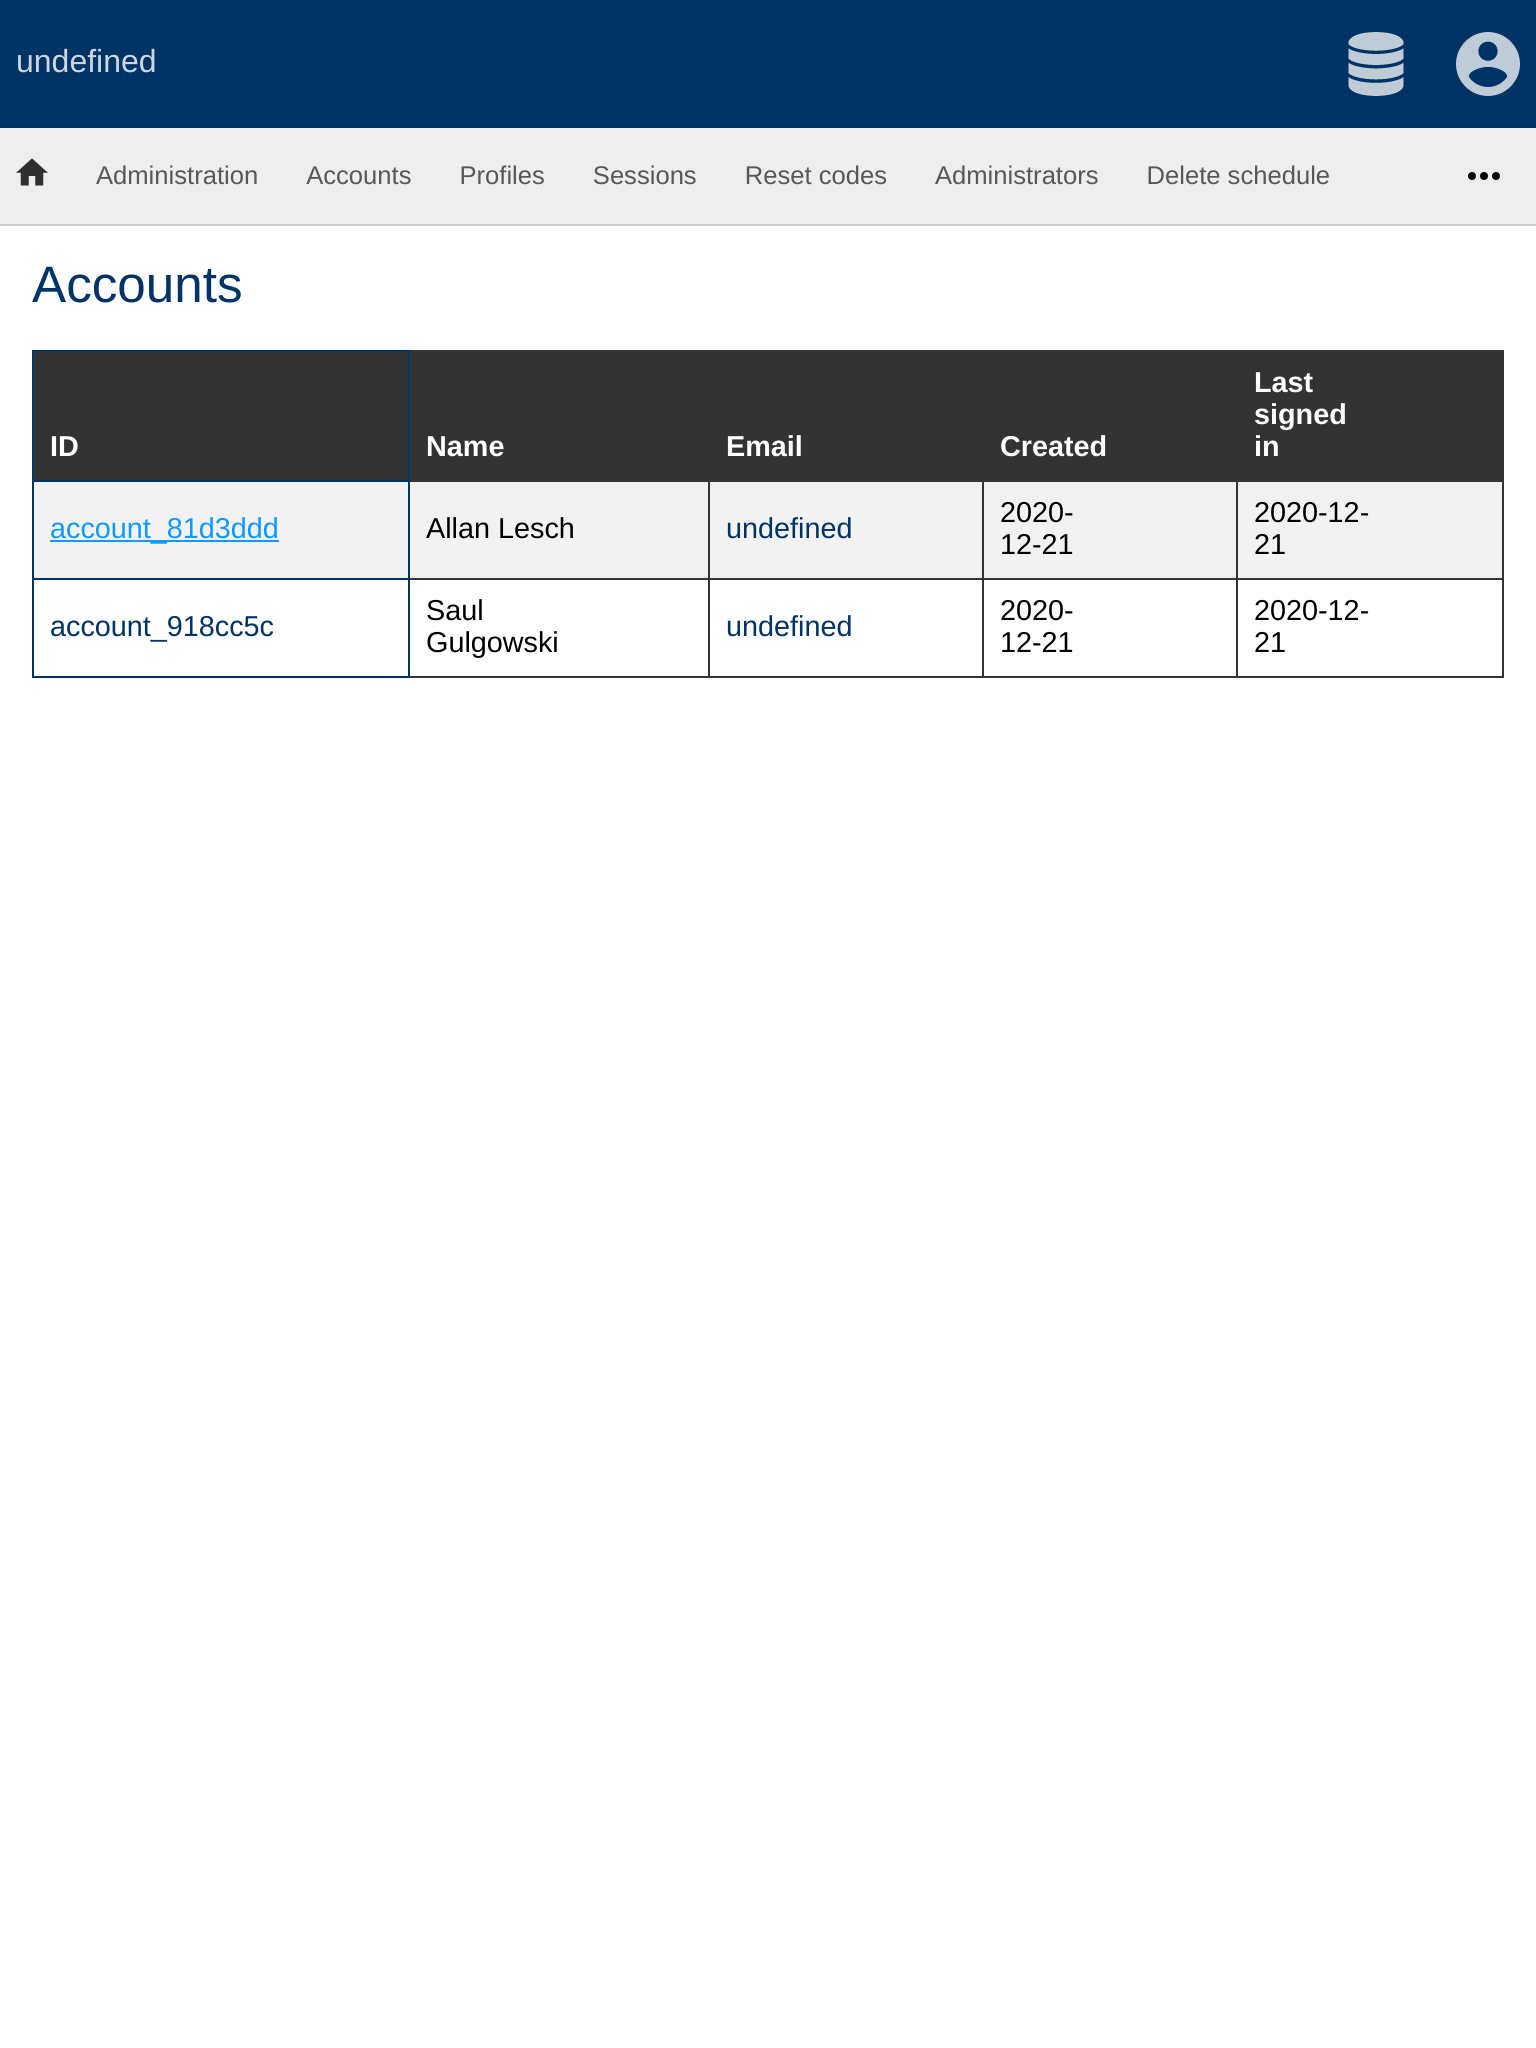 undefined
Administration Accounts Profiles Sessions Reset codes Administrators Delete schedule
Accounts
ID Name Email Created Last signed in
account_81d3ddd Allan Lesch undefined 2020-12-21 2020-12-21
account_918cc5c Saul Gulgowski undefined 2020-12-21 2020-12-21